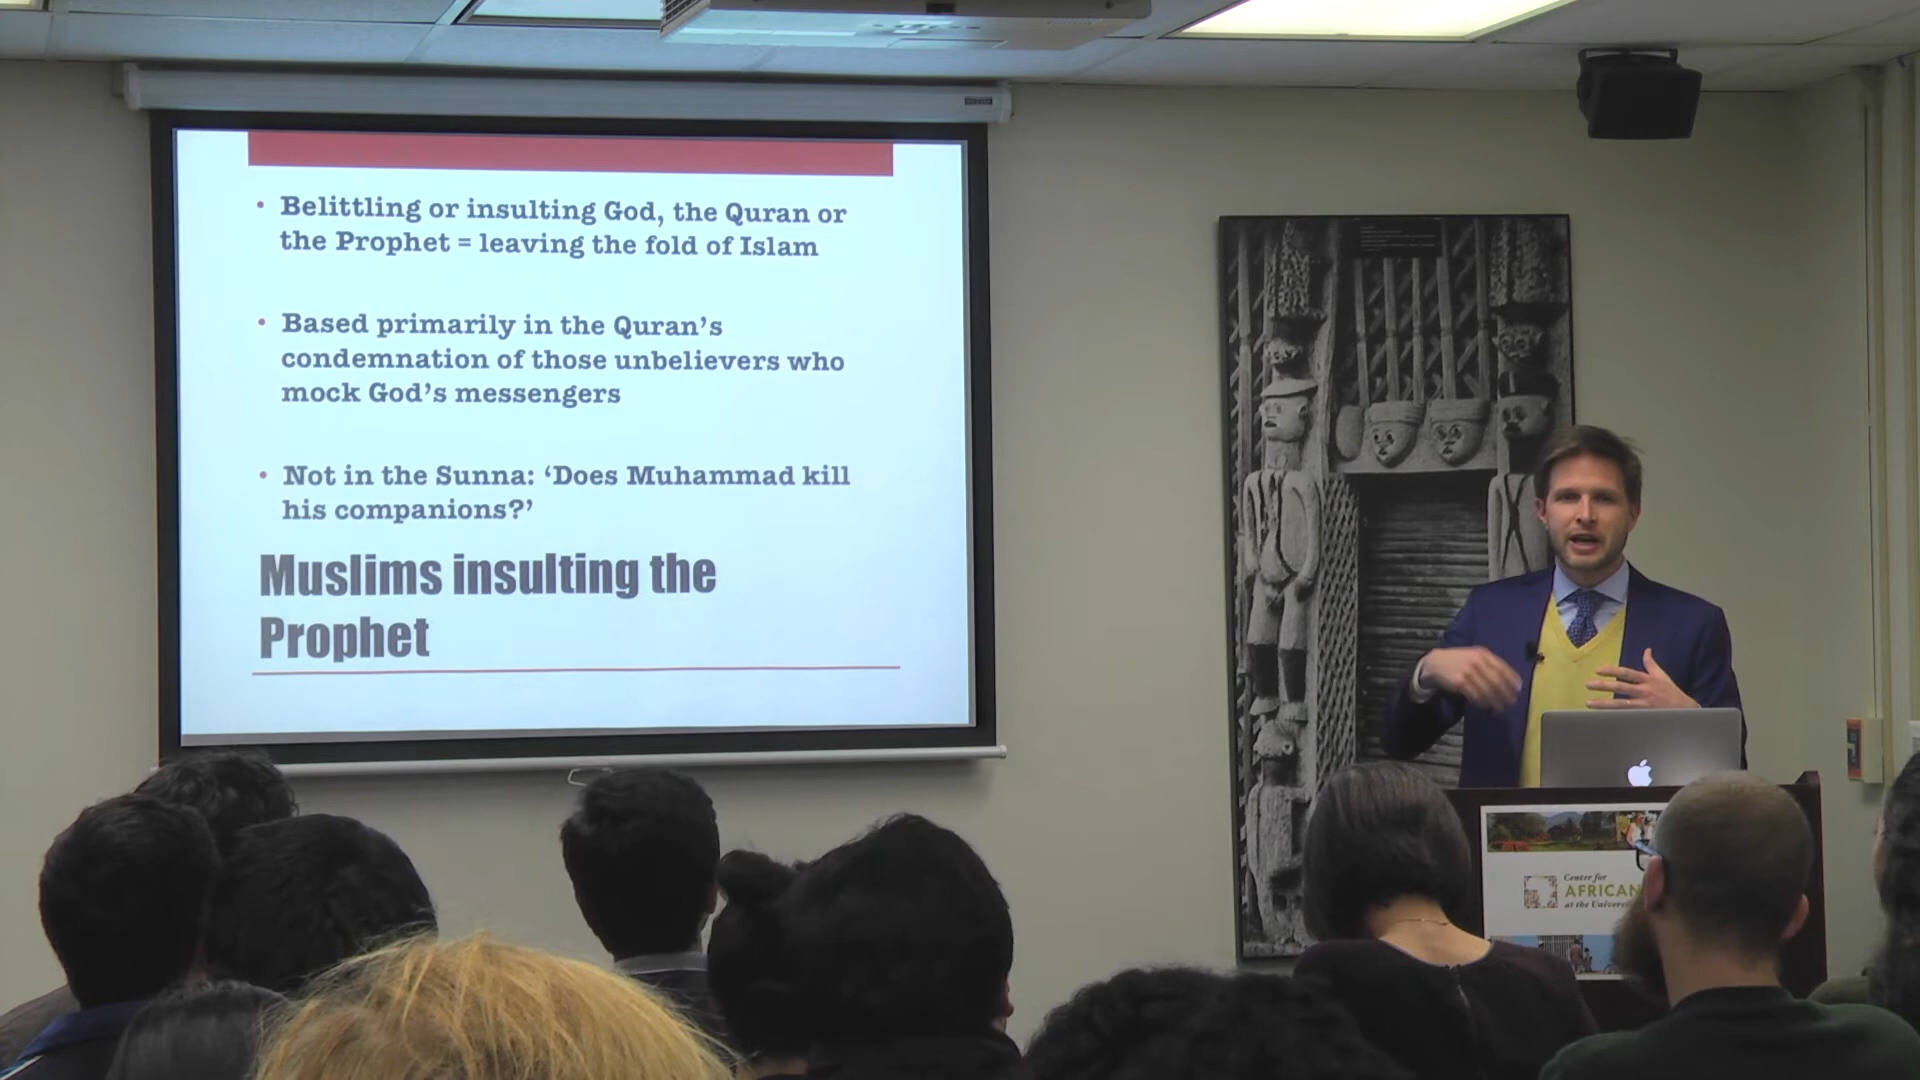 • Belittling or insulting God, the Quran or
the Prophet = leaving the fold of Islam
• Based primarily in the Quran's
condemnation of those unbelievers who
mock God's messengers
• Not in the Sunna: ‘Does Muhammad kill
his companions?’
Muslims insulting the
Prophet
Center for
AFRICAN
at the